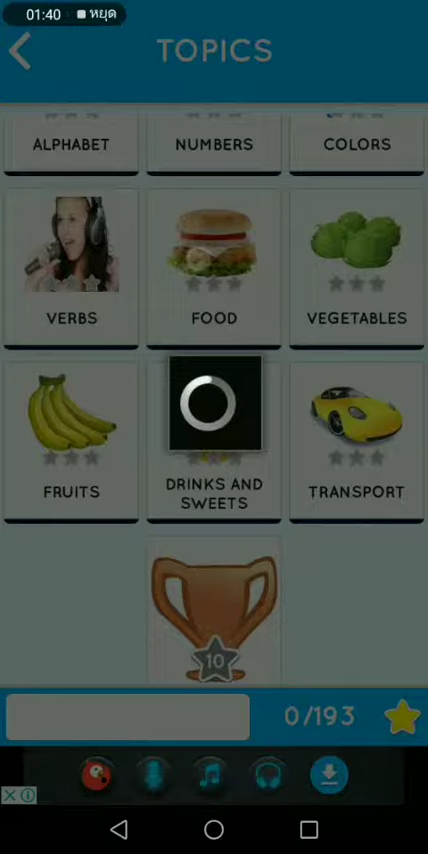 01:40 หยุด
TOPICS
ALPHABET NUMBERS COLORS
VERBS FOOD VEGETABLES
FRUITS DRINKS AND SWEETS TRANSPORT
10
0/193